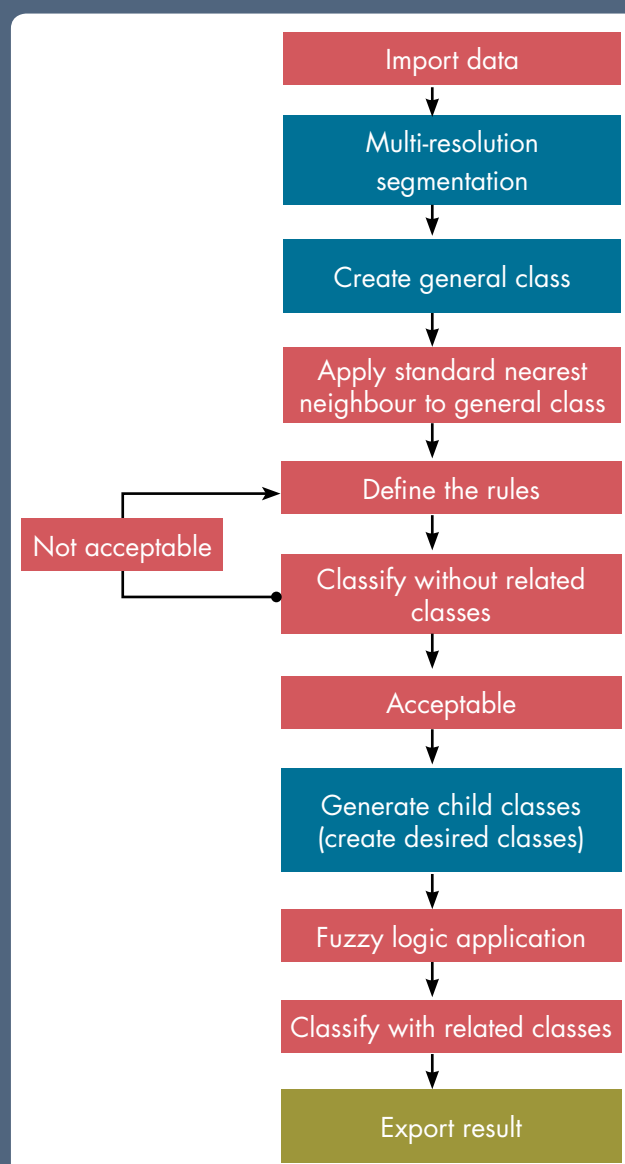 Import data
Multi-resolution
segmentation
Create general class
Apply standard nearest
neighbour to general class
Define the rules
Not acceptable
Classify without related
classes
Acceptable
Generate child classes
(create desired classes)
Fuzzy logic application
Classify with related classes
Export result